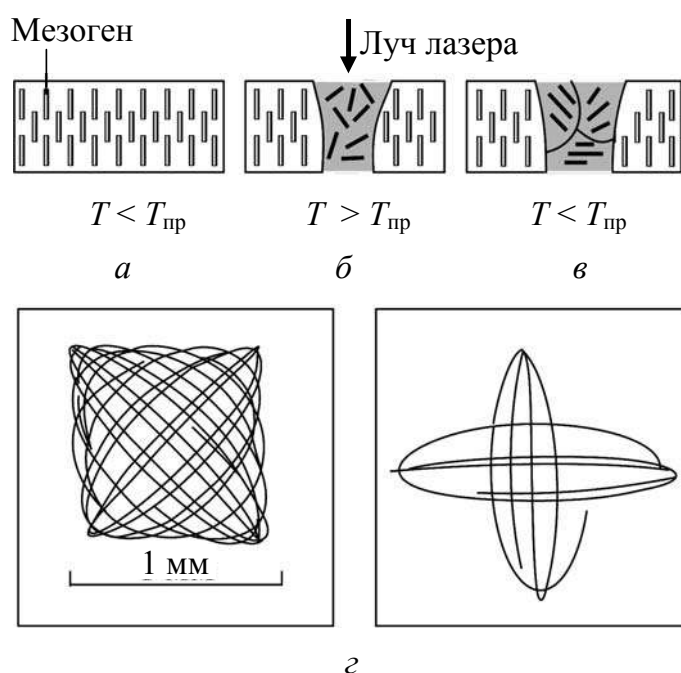 Мезоген
Луч лазера
T < Tпр
T > Tпр
T < Tпр
а
б
в
1 мм
г